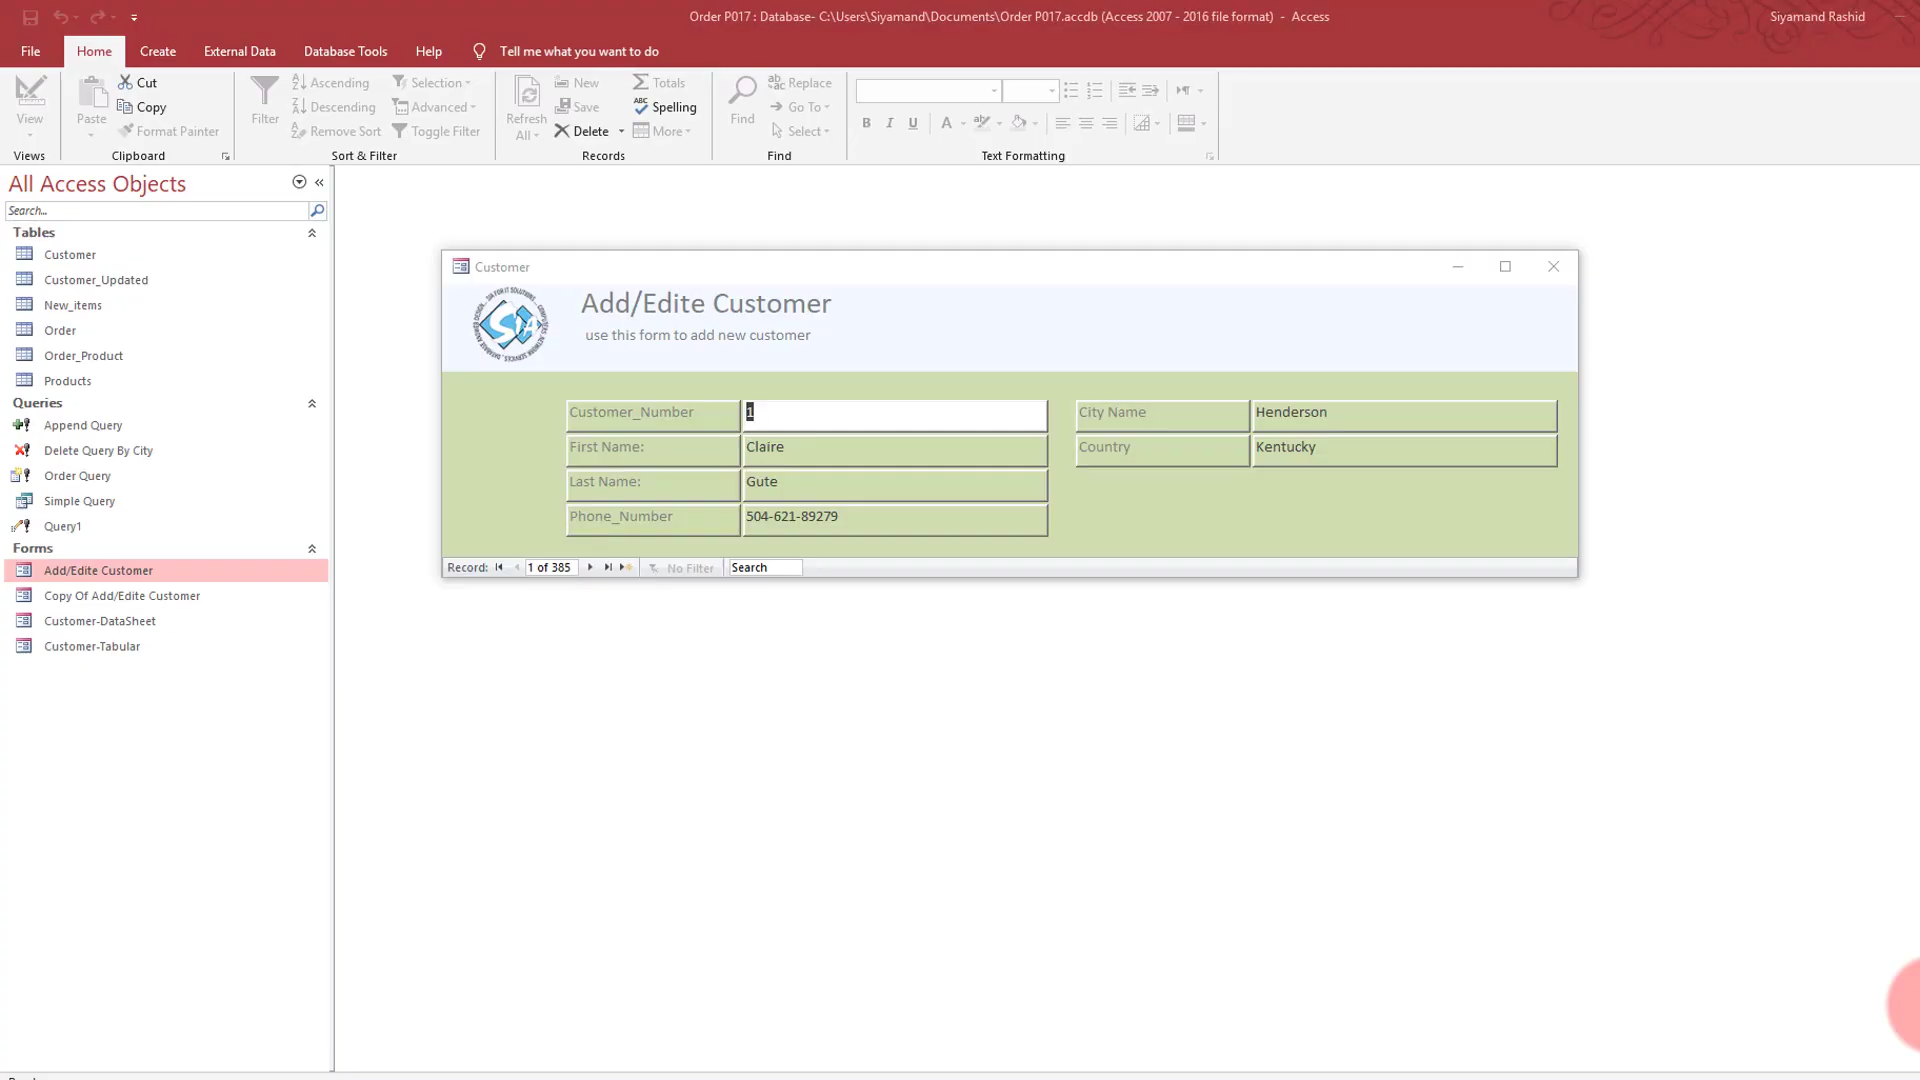 Order P017 : Database- C:\Users\Siyamand\Documents\Order P017.accdb (Access 2007 - 2016 file format) - Access
Siyamand Rashid
File Home Create External Data Database Tools Help Tell me what you want to do
View
Views
Paste
Cut
Copy
Format Painter
Clipboard
Filter
Ascending
Descending
Remove Sort
Selection
Advanced
Toggle Filter
Sort & Filter
Refresh
All
New
Save
Delete
Totals
Spelling
More
Records
Find
Replace
Go To
Select
Find
B I U A
Text Formatting
All Access Objects
Search...
Tables
Customer
Customer_Updated
New_items
Order
Order_Product
Products
Queries
Append Query
Delete Query By City
Order Query
Simple Query
Query1
Forms
Add/Edite Customer
Copy Of Add/Edite Customer
Customer-DataSheet
Customer-Tabular
Customer
Add/Edite Customer
use this form to add new customer
Customer_Number 1
First Name: Claire
Last Name: Gute
Phone_Number 504-621-89279
City Name Henderson
Country Kentucky
Record: 1 of 385 No Filter Search